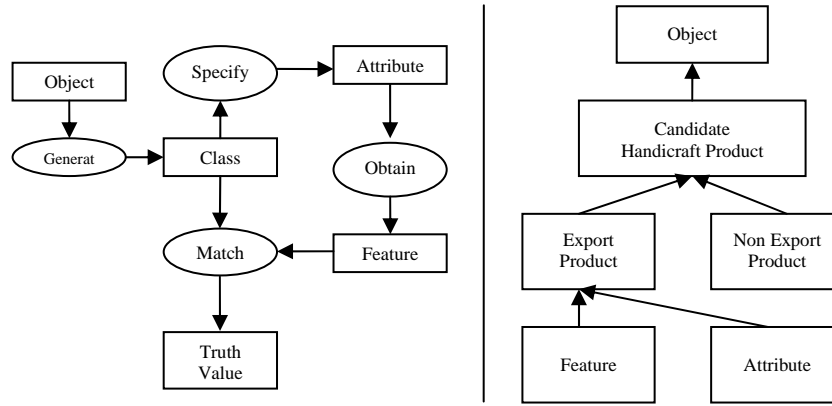 Object
Generat
Specify
Class
Match
Truth
Value
Attribute
Obtain
Feature
Object
Candidate
Handicraft Product
Export
Product
Non Export
Product
Feature
Attribute